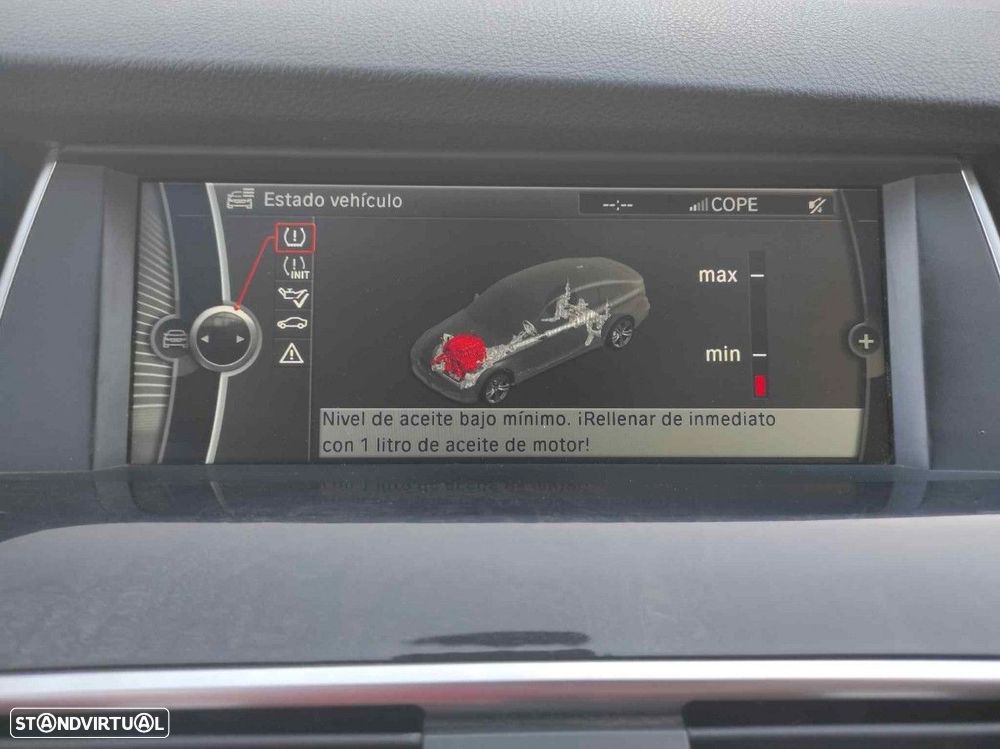 Estado vehículo
--:--
COPE
INIT
max
min
Nivel de aceite bajo mínimo. ¡Rellenar de inmediato
con 1 litro de aceite de motor!
STANDVIRTUAL